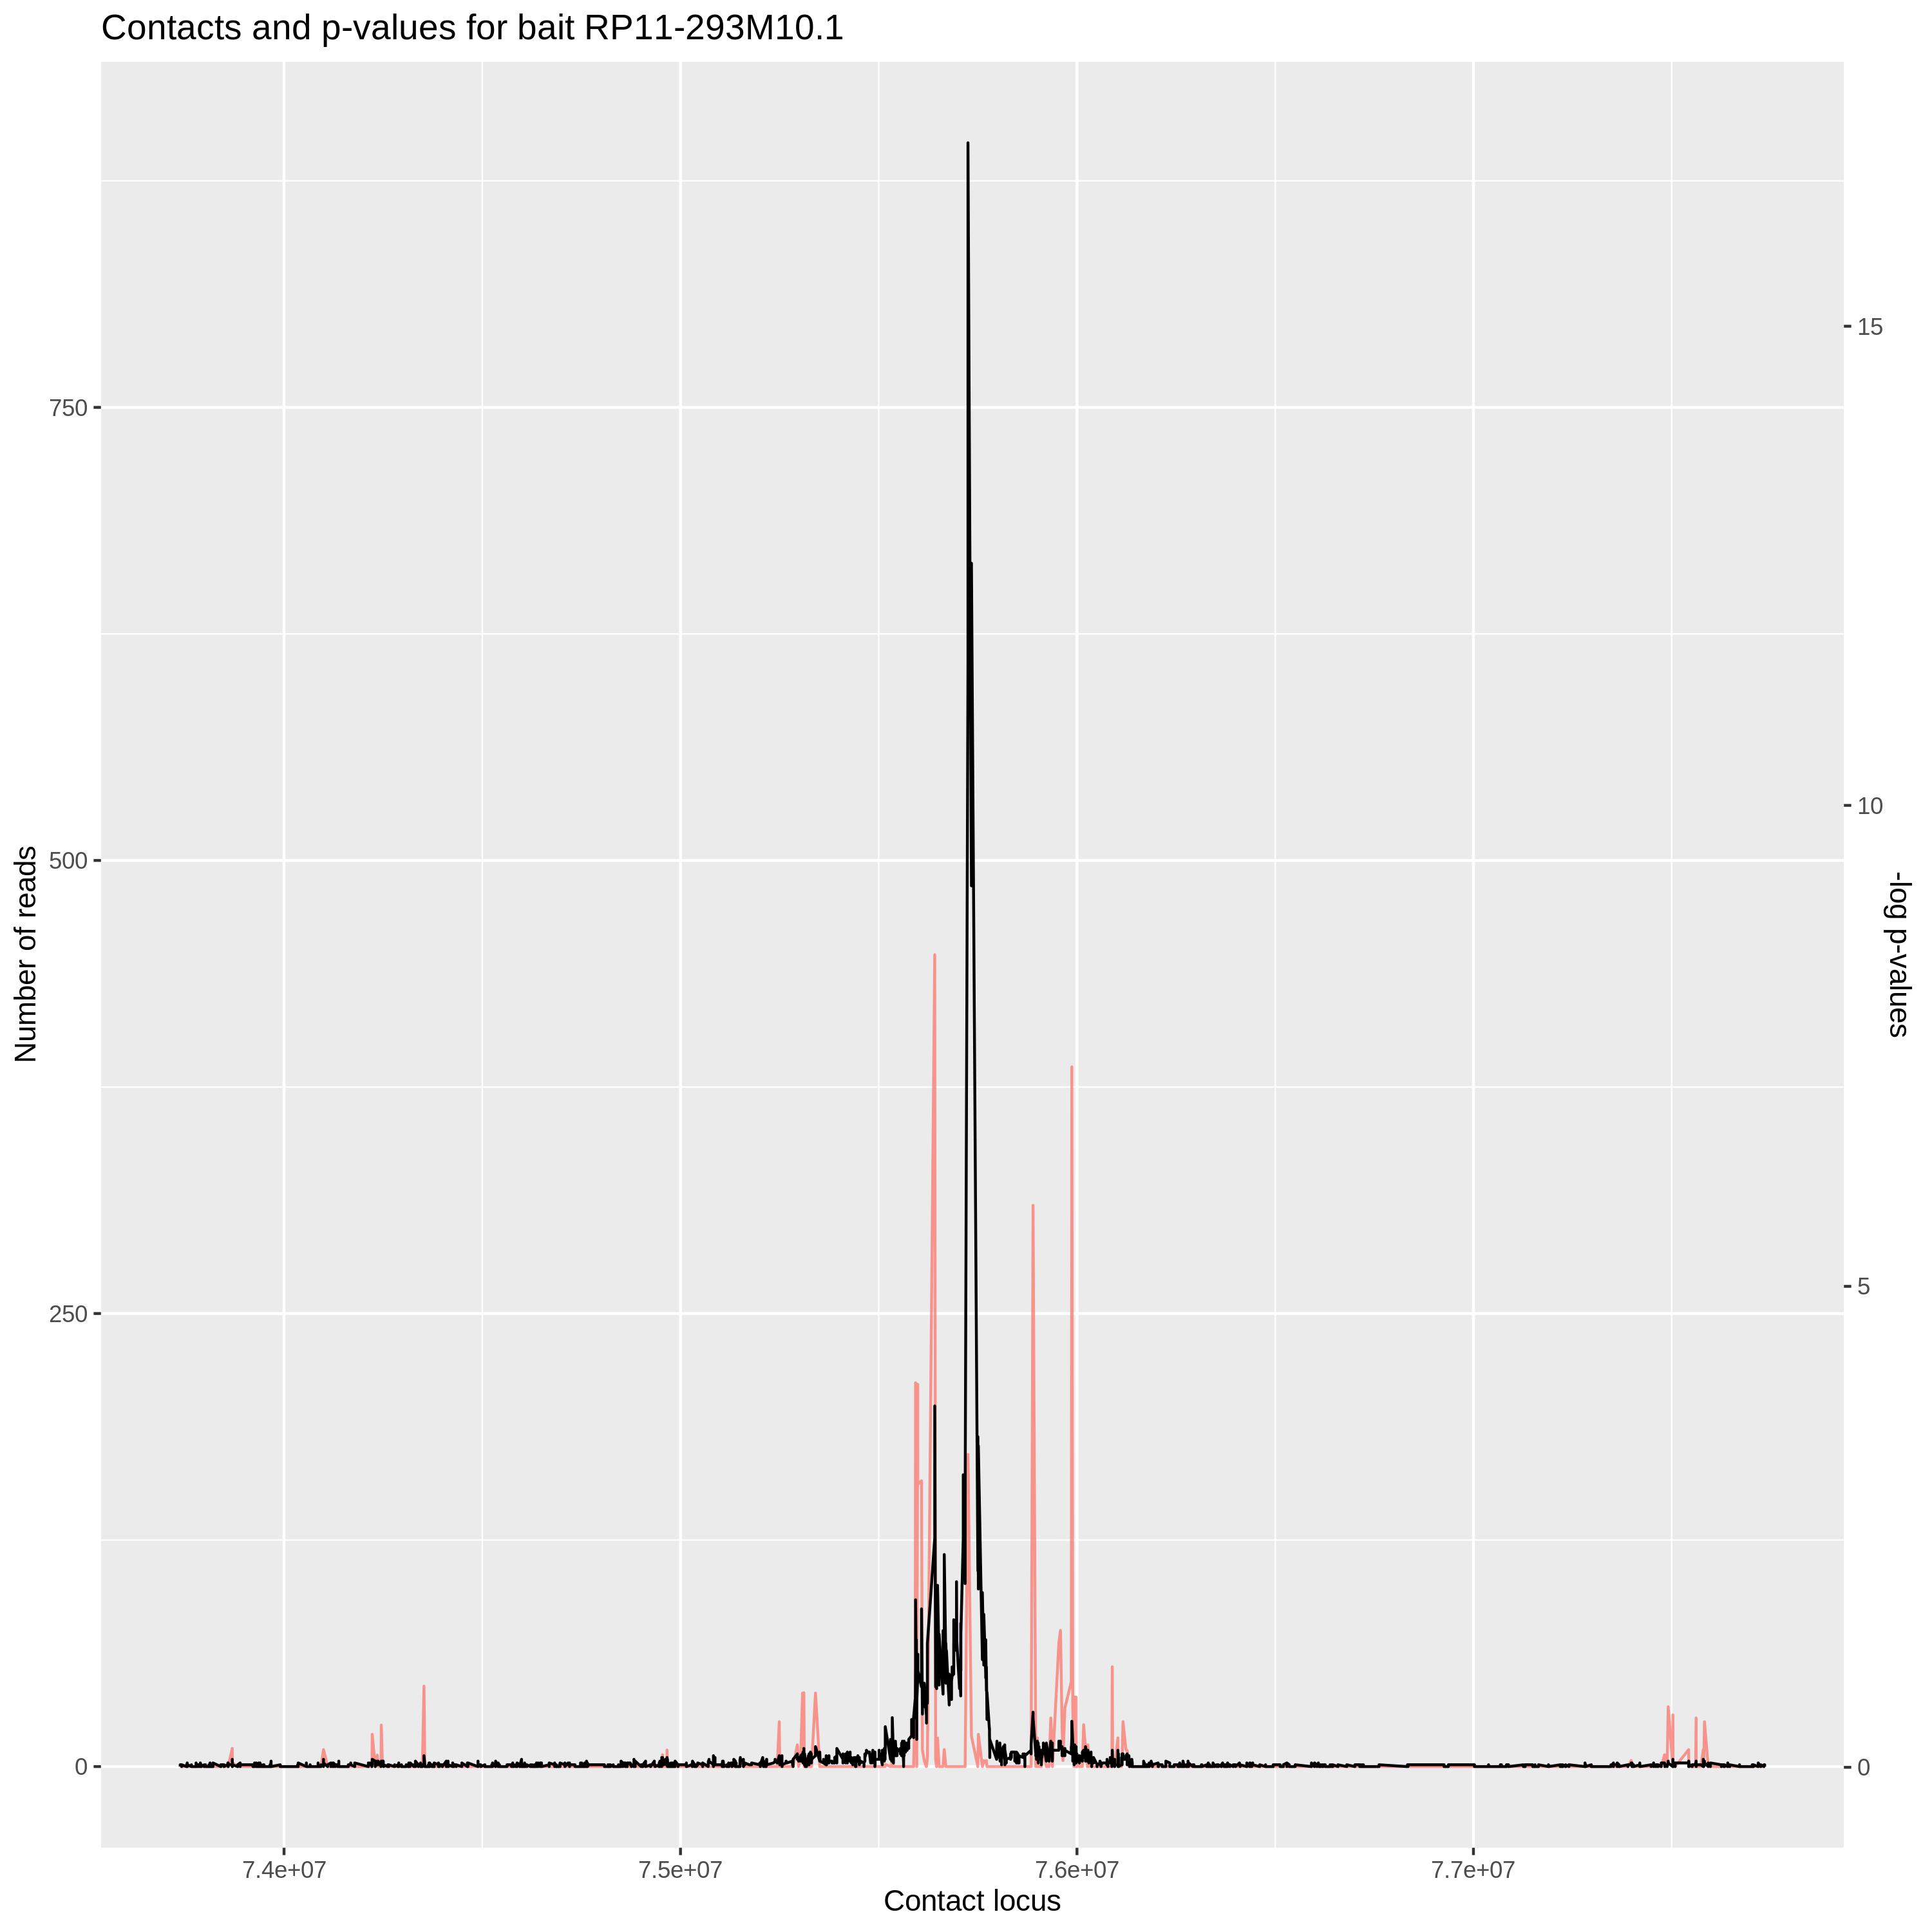 Contacts and p-values for bait RP11-293M10.1
750
500
250
0
Number of reads
15
10
5
0
-log p-values
7.4e+07
7.5e+07
7.6e+07
7.7e+07
Contact locus